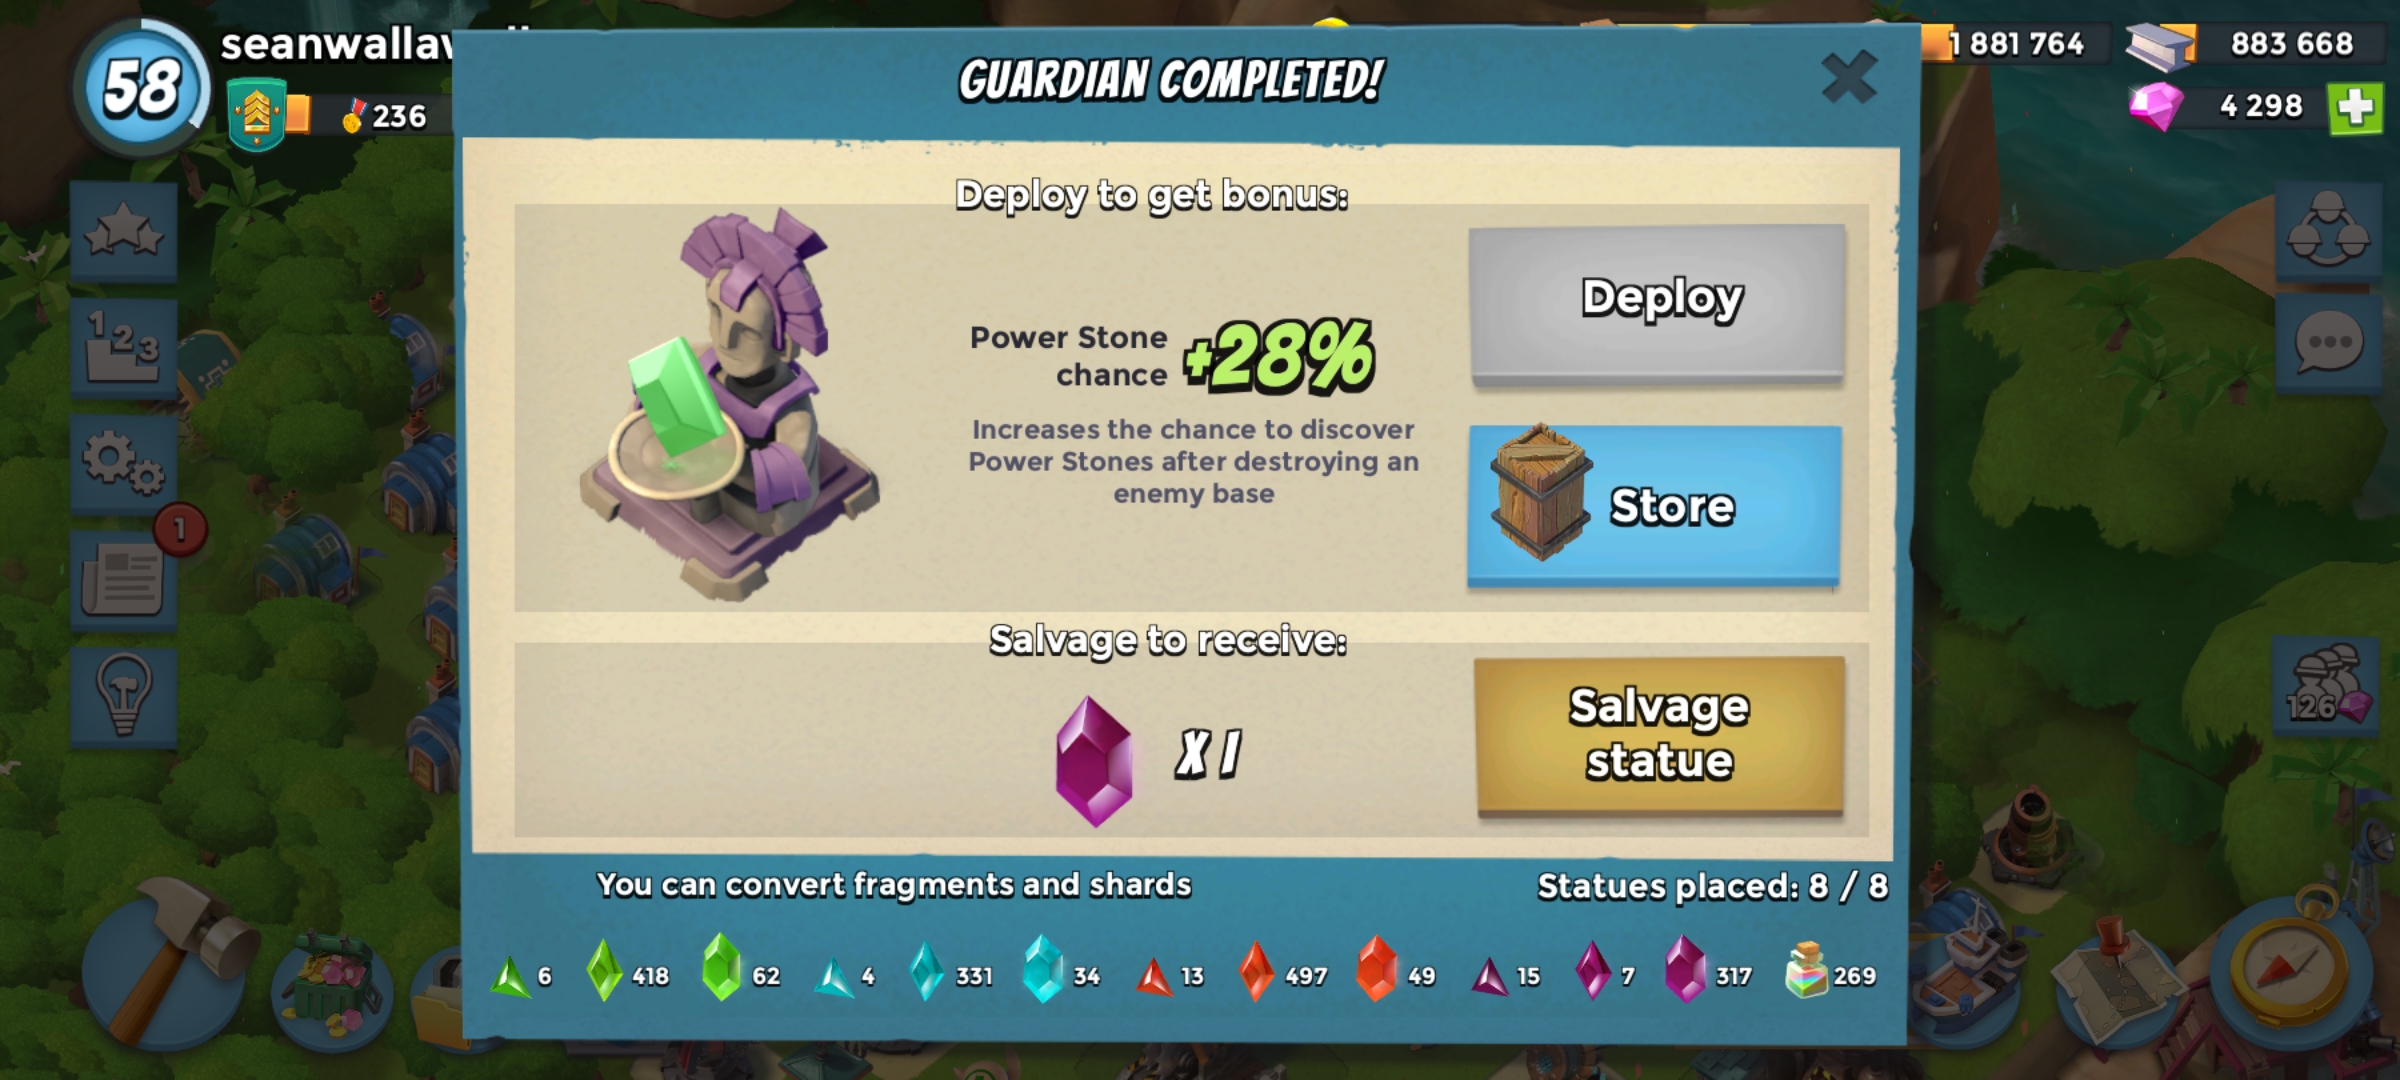 58
236
1 881 764
883 668
4 298
GUARDIAN COMPLETED!
Deploy to get bonus:
Power Stone
chance
+28%
Increases the chance to discover
Power Stones after destroying an
enemy base
Deploy
Store
1 2 3
1
Salvage to receive:
X 1
Salvage
statue
126
You can convert fragments and shards
Statues placed: 8 / 8
6
418
62
4
331
34
13
497
49
15
7
317
269